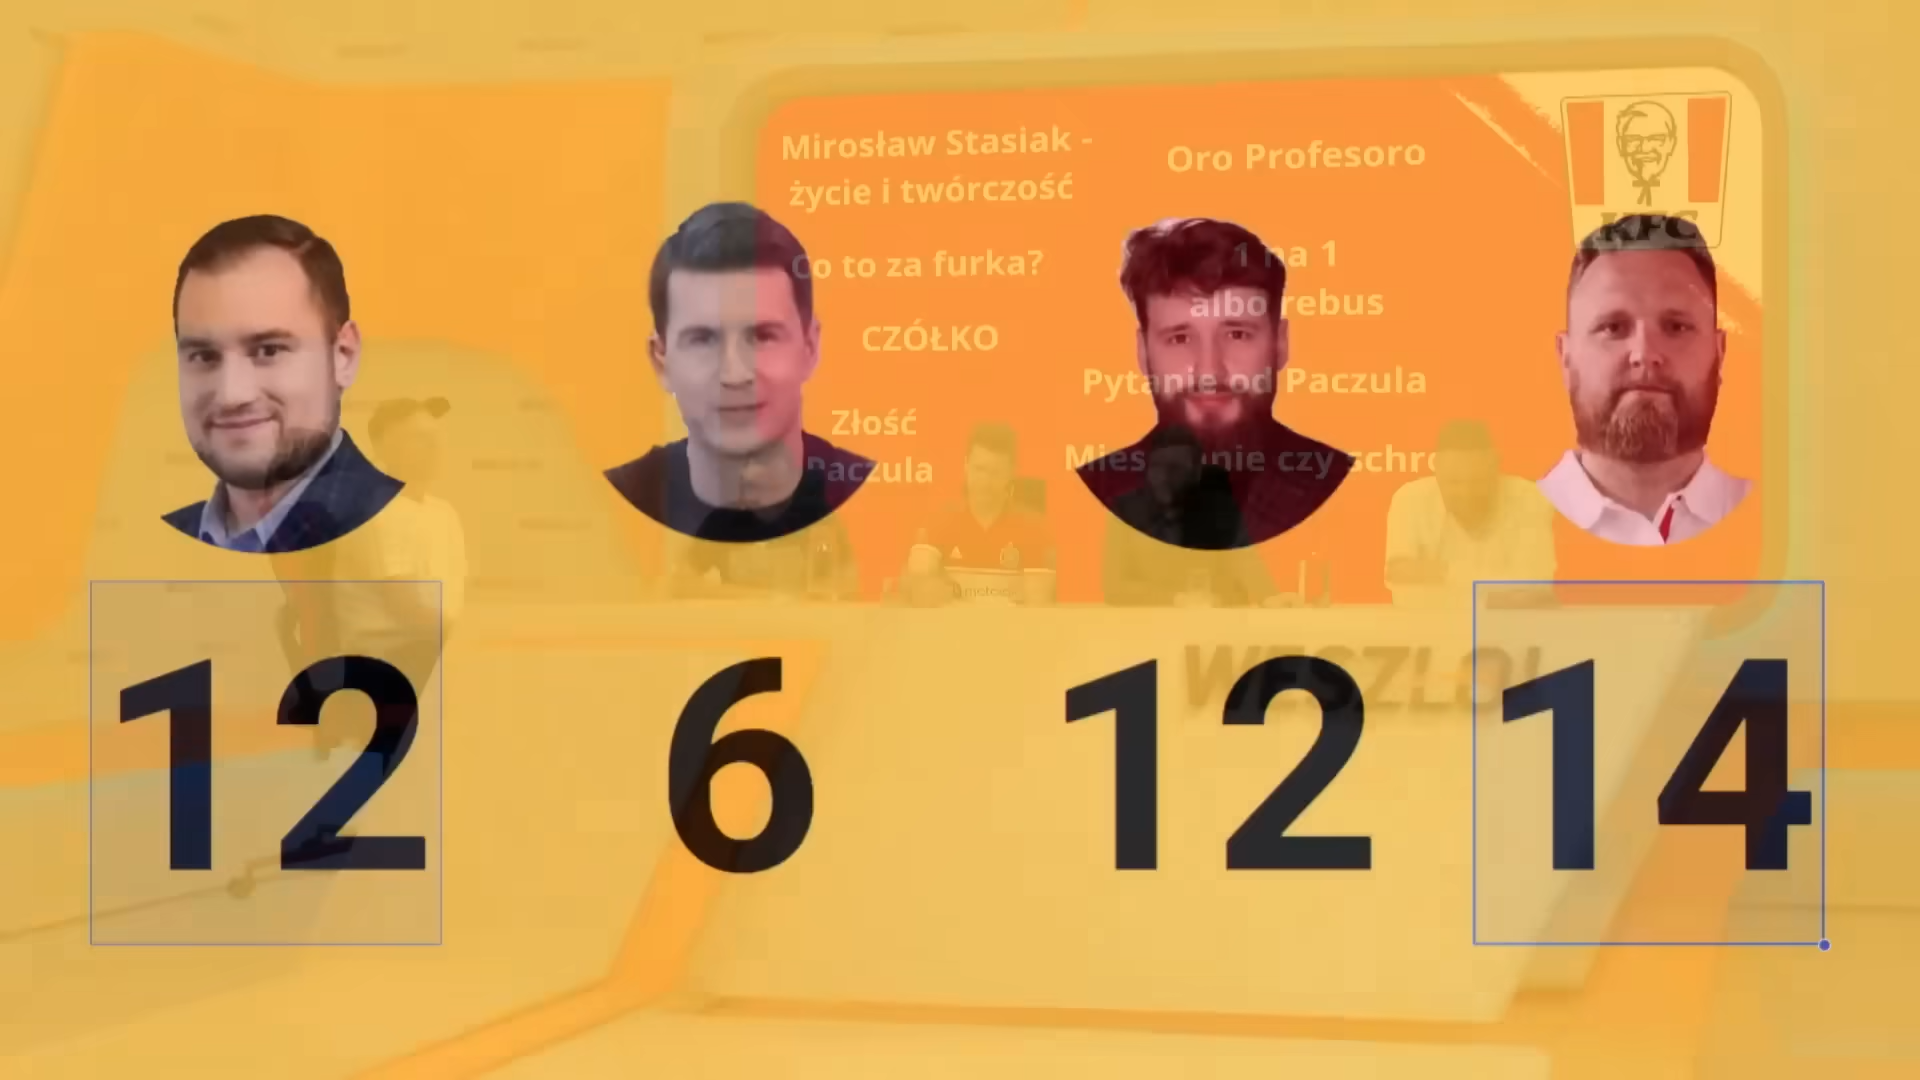 Mirosław Stasiak -
życie i twórczość
Oro Profesoro
KFC
Co to za furka?
1 na 1
albo rebus
CZÓŁKO
Pytanie od Paczula
Złość
Paczula
czy
WESZŁO!
12
6
12
14